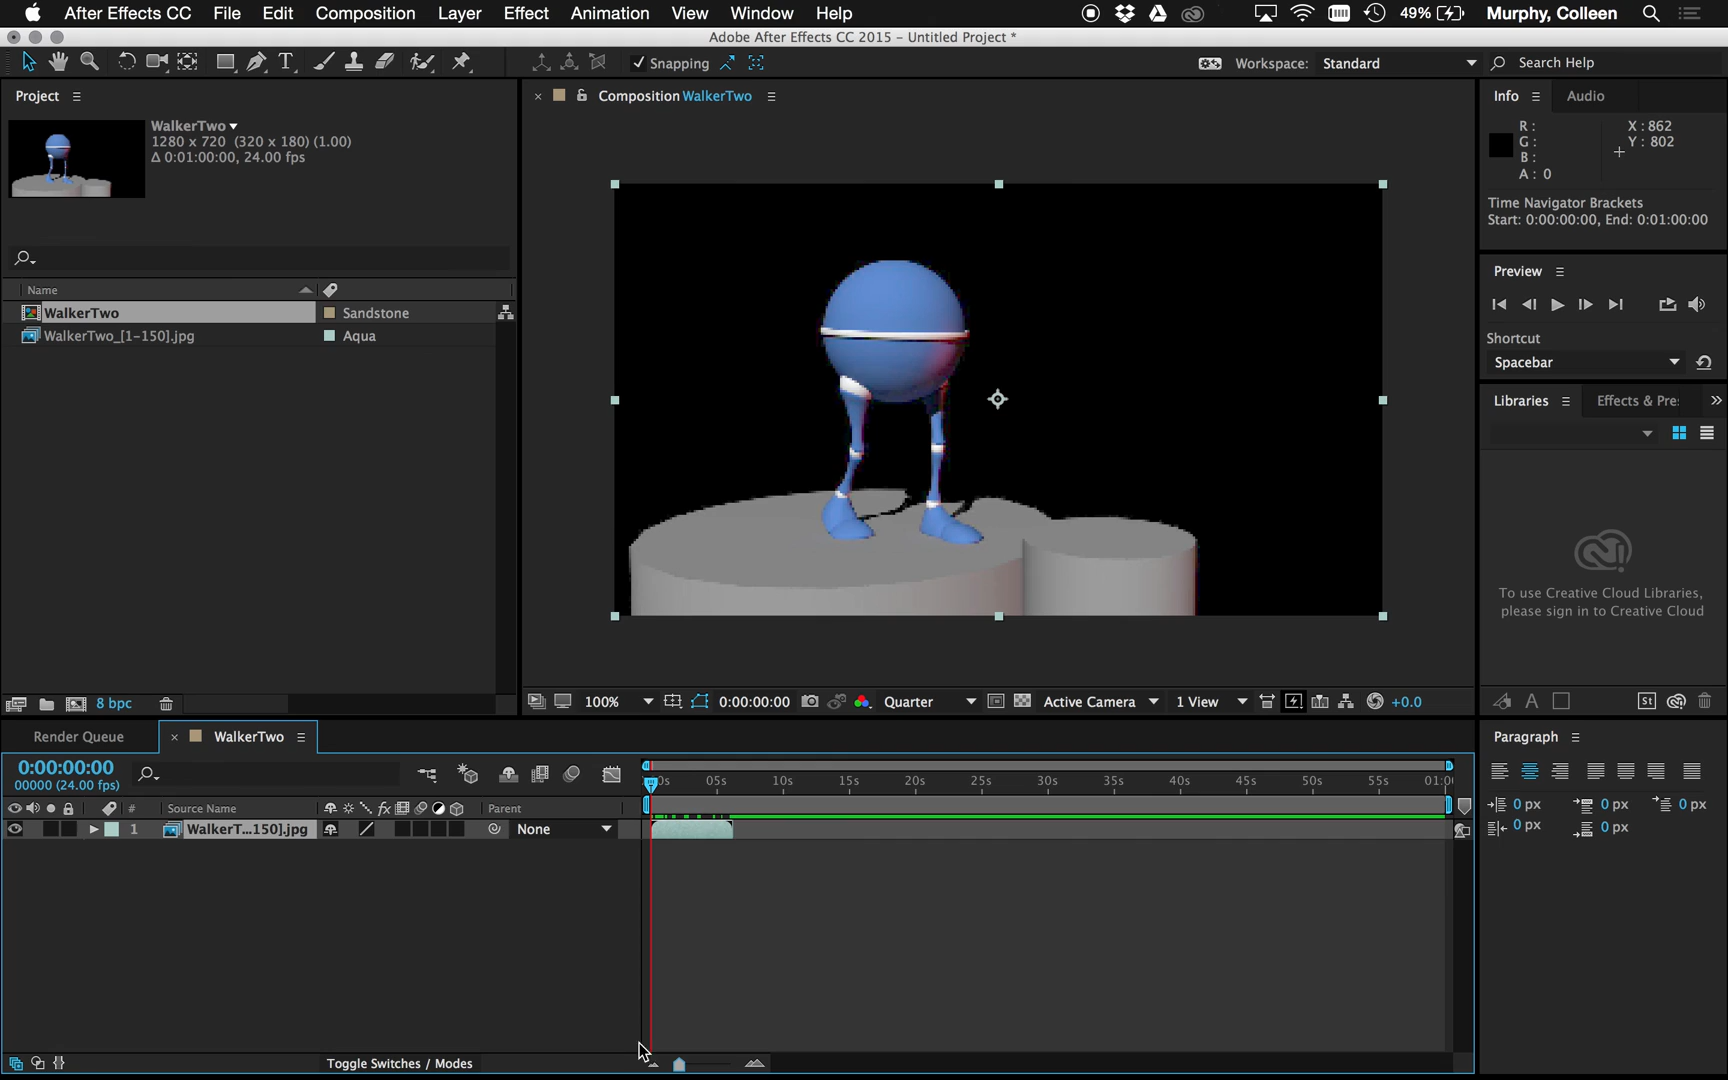 After Effects CC File Edit Composition Layer Effect Animation View Window Help 49% Murphy, Colleen
Adobe After Effects CC 2015 – Untitled Project *
T Snapping Workspace: Standard Search Help
Project
WalkerTwo
1280 x 720 (320 x 180) (1.00)
Δ 0:01:00:00, 24.00 fps
Name
WalkerTwo Sandstone
WalkerTwo_[1-150].jpg Aqua
8 bpc
Composition WalkerTwo
100% 0:00:00:00 Quarter Active Camera 1 View +0.0
Info Audio
R: X : 862
G: Y : 802
B:
A: 0
Time Navigator Brackets
Start: 0:00:00:00, End: 0:01:00:00
Preview
Shortcut
Spacebar
Libraries Effects & Pre:
To use Creative Cloud Libraries,
please sign in to Creative Cloud
A St
Render Queue WalkerTwo
0:00:00:00
00000 (24.00 fps)
# Source Name fx Parent
1 WalkerT...150].jpg None
05s 10s 15s 20s 25s 30s 35s 40s 45s 50s 55s
Toggle Switches / Modes
Paragraph
0 px 0 px 0 px
0 px 0 px